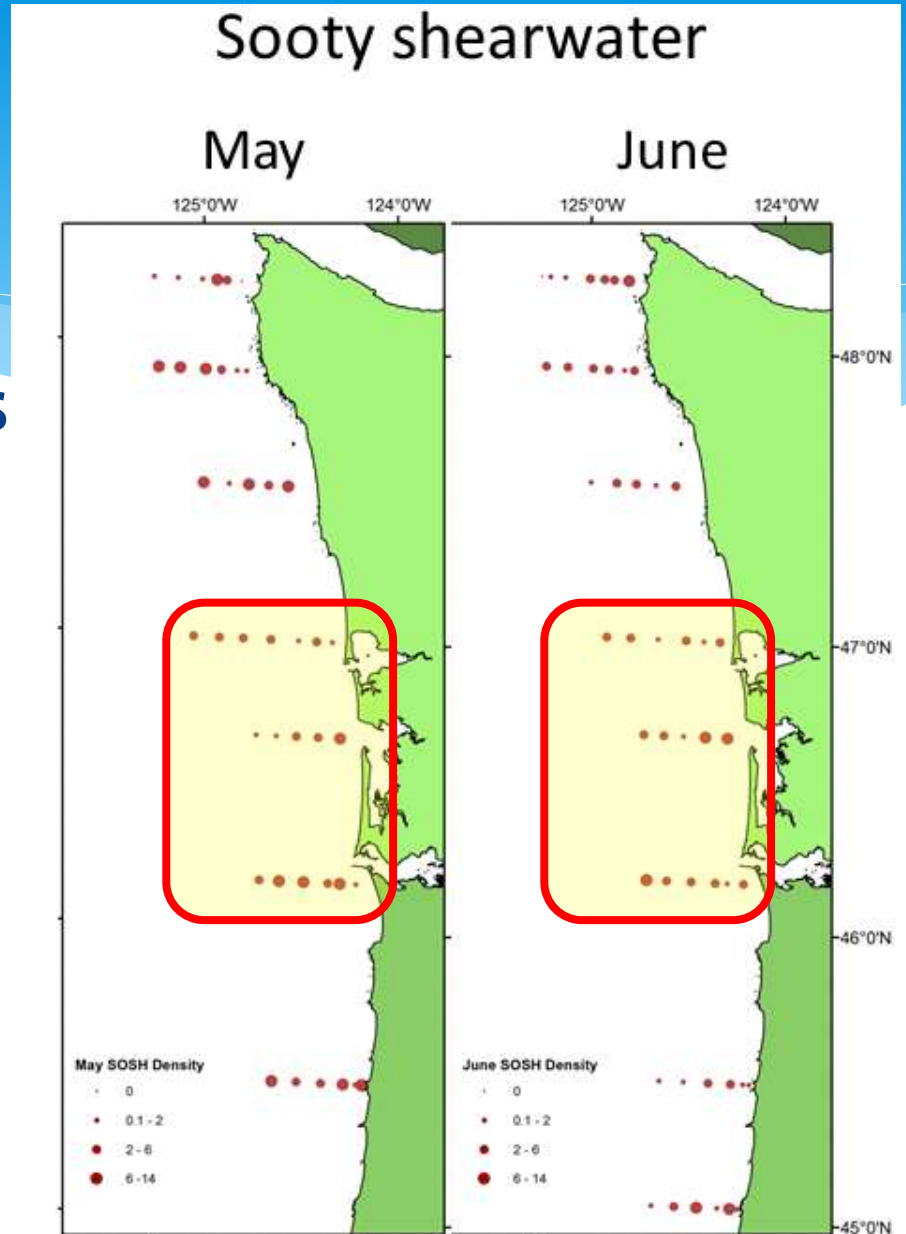 Sooty shearwater
May
June
125°0'W 124°0'W
125°0'W 124°0'W
48°0'N
s
47°0'N
46°0'N
May SOSH Density
0
0.1 - 2
2 - 6
6 -14
June SOSH Density
0
0.1 - 2
2 - 6
6 - 14
45°0'N